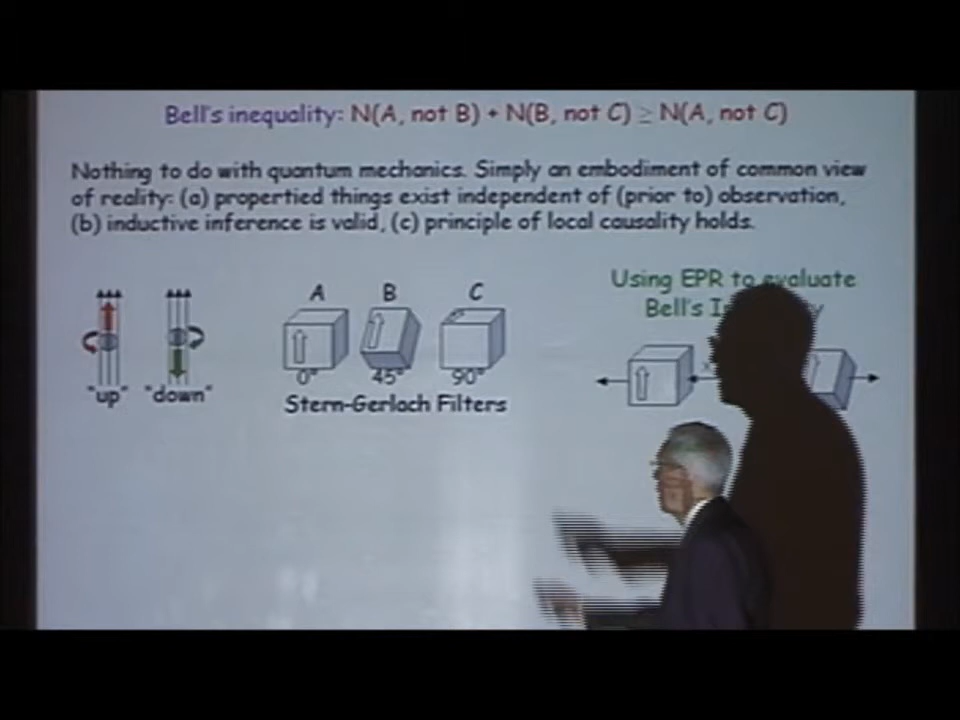 Bell's inequality: N(A, not B) + N(B, not C) ≥ N(A, not C)
Nothing to do with quantum mechanics. Simply an embodiment of common view
of reality: (a) propertied things exist independent of (prior to) observation,
(b) inductive inference is valid, (c) principle of local causality holds.
A B C
0° 45° 90°
"up" "down"
Stern-Gerlach Filters
Using EPR to evaluate
Bell's